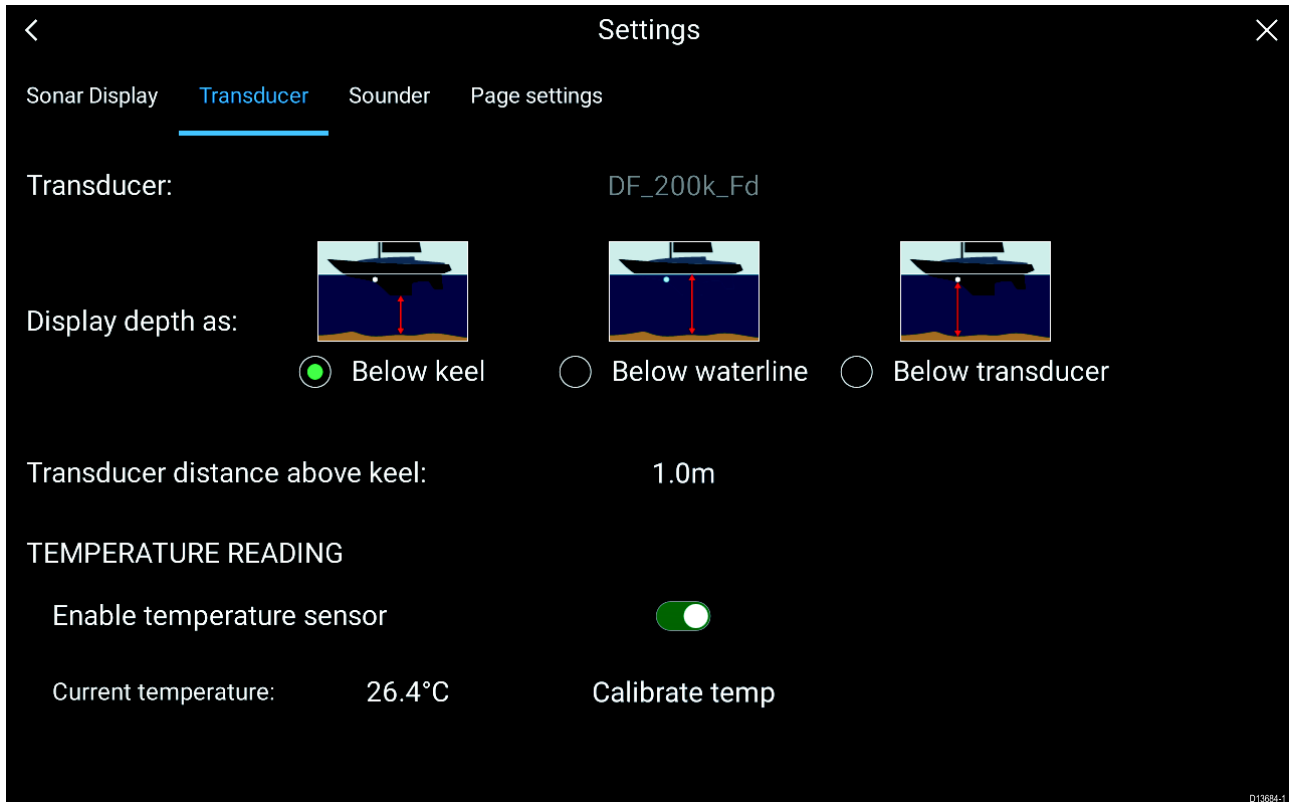 Settings
Sonar Display Transducer Sounder Page settings
Transducer: DF_200k_Fd
Display depth as:
Below keel Below waterline Below transducer
Transducer distance above keel: 1.0m
TEMPERATURE READING
Enable temperature sensor
Current temperature: 26.4°C Calibrate temp
D13684-1